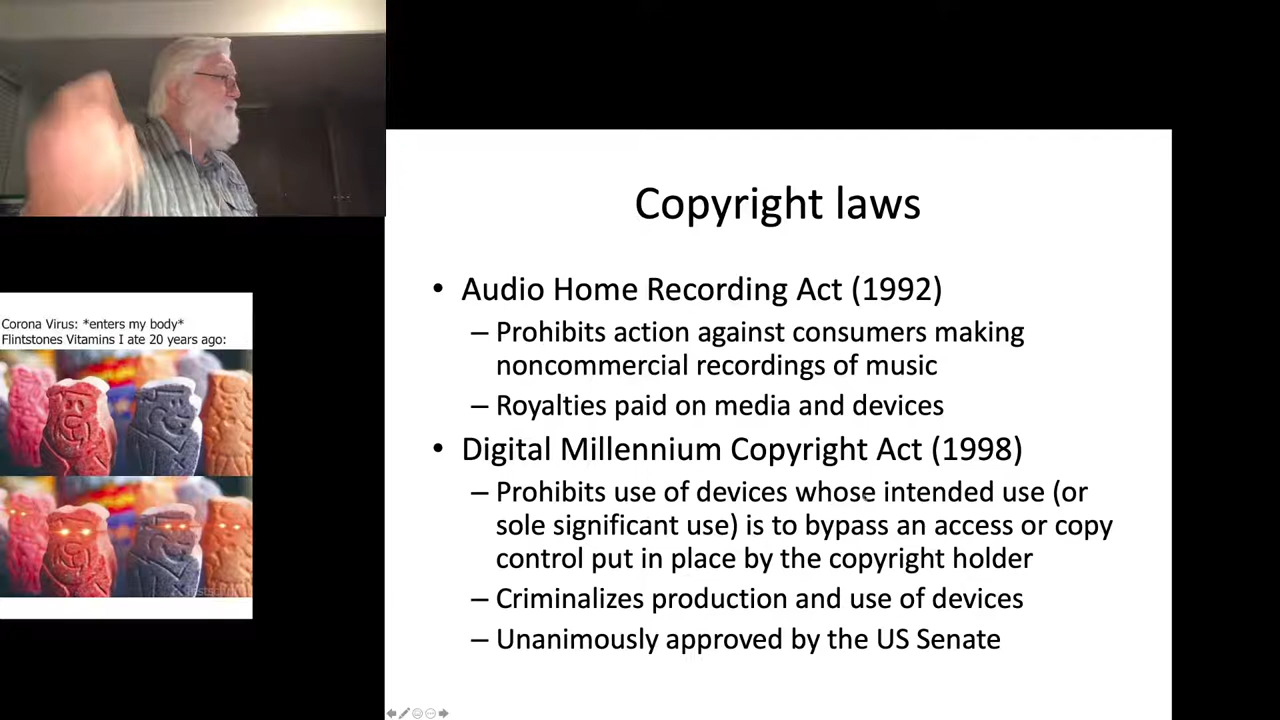 Copyright laws
• Audio Home Recording Act (1992)
– Prohibits action against consumers making
noncommercial recordings of music
– Royalties paid on media and devices
• Digital Millennium Copyright Act (1998)
– Prohibits use of devices whose intended use (or
sole significant use) is to bypass an access or copy
control put in place by the copyright holder
– Criminalizes production and use of devices
– Unanimously approved by the US Senate
Corona Virus: *enters my body*
Flintstones Vitamins I ate 20 years ago: